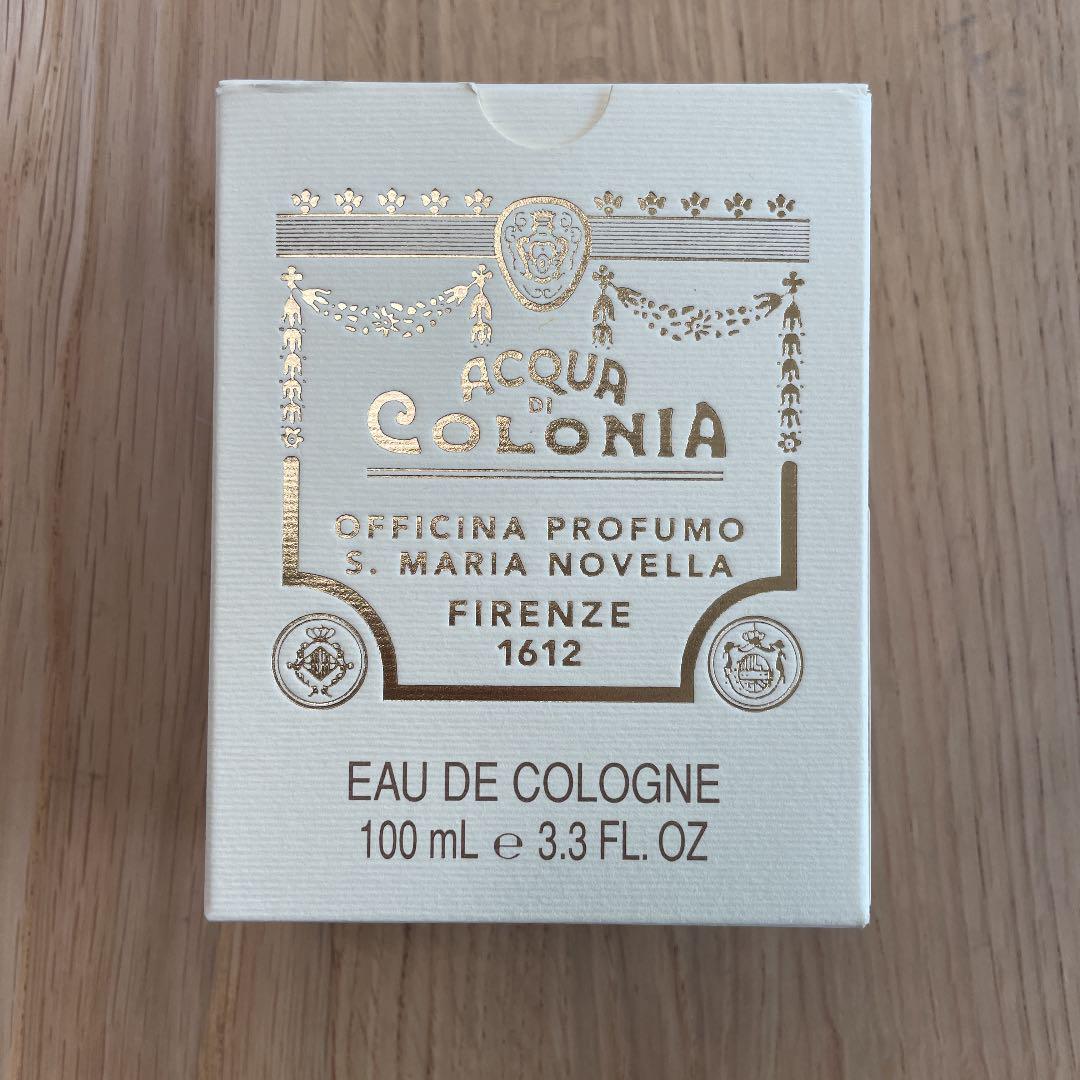 ACQUA
DI
COLONIA
OFFICINA PROFUMO
S. MARIA NOVELLA
FIRENZE
1612
EAU DE COLOGNE
100 mL ℮ 3.3 FL. OZ